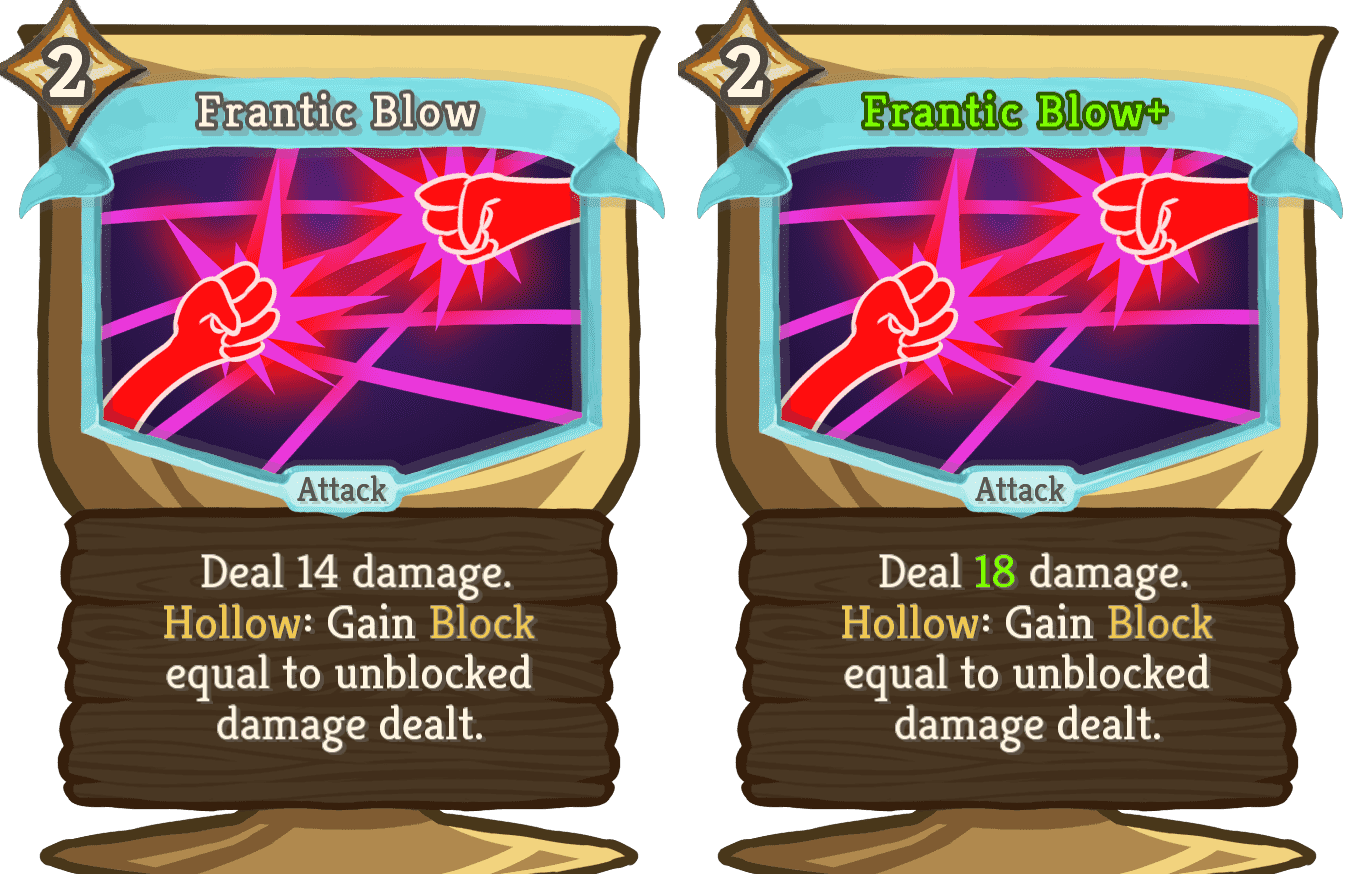 2
Frantic Blow
Attack
Deal 14 damage.
Hollow: Gain Block
equal to unblocked
damage dealt.
2
Frantic Blow+
Attack
Deal 18 damage.
Hollow: Gain Block
equal to unblocked
damage dealt.